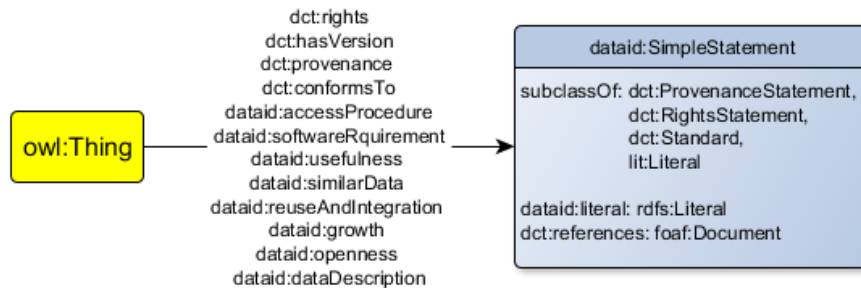 owl:Thing
dct:rights
dct:hasVersion
dct:provenance
dct:conformsTo
dataid:accessProcedure
dataid:softwareRquirement
dataid:usefulness
dataid:similarData
dataid:reuseAndIntegration
dataid:growth
dataid:openness
dataid:dataDescription
dataid:SimpleStatement
subclassOf: dct:ProvenanceStatement,
dct:RightsStatement,
dct:Standard,
lit:Literal
dataid:literal: rdfs:Literal
dct:references: foaf:Document